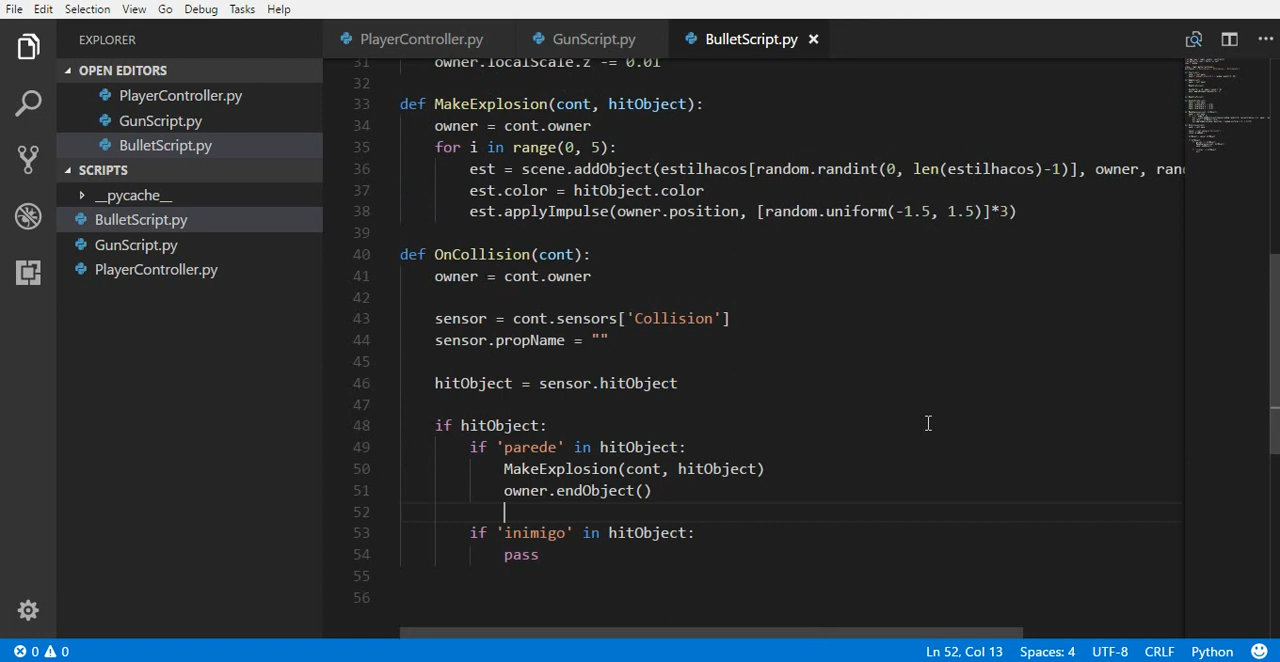 File Edit Selection View Go Debug Tasks Help
EXPLORER
OPEN EDITORS
PlayerController.py
GunScript.py
BulletScript.py
SCRIPTS
__pycache__
BulletScript.py
GunScript.py
PlayerController.py
PlayerController.py GunScript.py BulletScript.py
31 owner.localScale.z -= 0.01
32
33 def MakeExplosion(cont, hitObject):
34 owner = cont.owner
35 for i in range(0, 5):
36 est = scene.addObject(estilhacos[random.randint(0, len(estilhacos)-1)], owner,
37 est.color = hitObject.color
38 est.applyImpulse(owner.position, [random.uniform(-1.5, 1.5)]*3)
39
40 def OnCollision(cont):
41 owner = cont.owner
42
43 sensor = cont.sensors['Collision']
44 sensor.propName = ""
45
46 hitObject = sensor.hitObject
47
48 if hitObject:
49 if 'parede' in hitObject:
50 MakeExplosion(cont, hitObject)
51 owner.endObject()
52
53 if 'inimigo' in hitObject:
54 pass
55
56
0 0 Ln 52, Col 13 Spaces: 4 UTF-8 CRLF Python